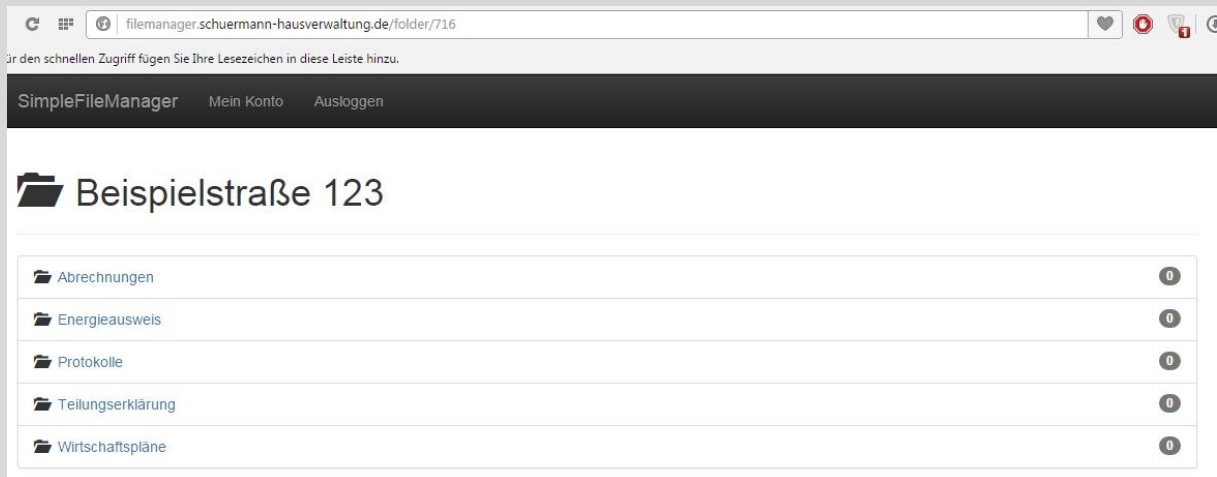 filemanager.schuermann-hausverwaltung.de/folder/716
1
ür den schnellen Zugriff fügen Sie Ihre Lesezeichen in diese Leiste hinzu.
SimpleFileManager Mein Konto Ausloggen
Beispielstraße 123
Abrechnungen 0
Energieausweis 0
Protokolle 0
Teilungserklärung 0
Wirtschaftspläne 0